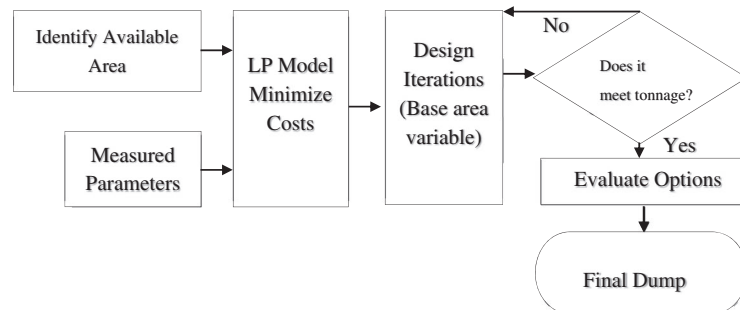 Identify Available
Area
Measured
Parameters
LP Model
Minimize
Costs
Design
Iterations
(Base area
variable)
No
Does it
meet tonnage?
Yes
Evaluate Options
Final Dump